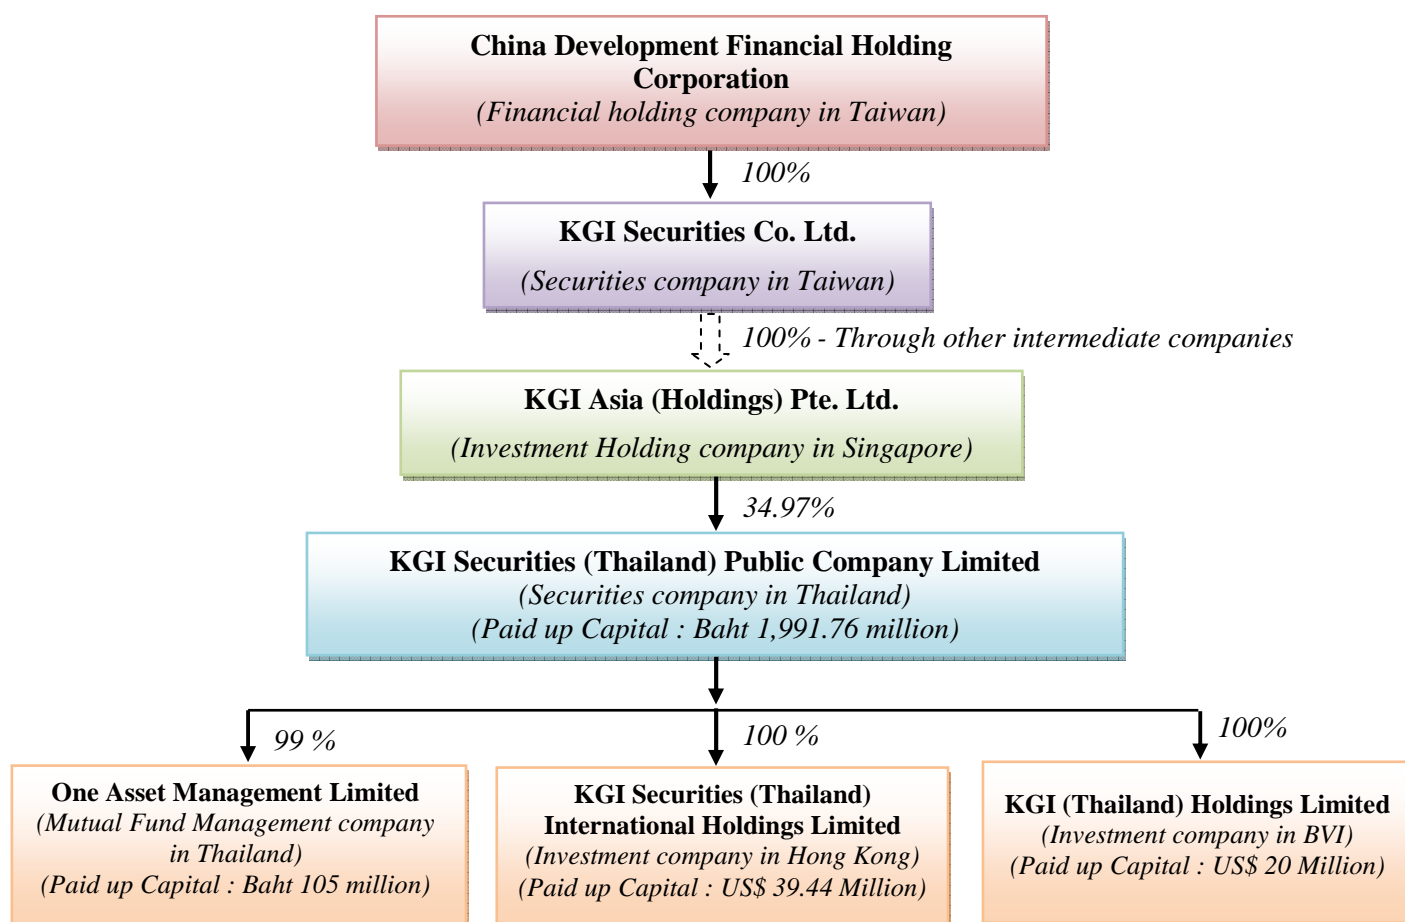 China Development Financial Holding
Corporation
(Financial holding company in Taiwan)
100%
KGI Securities Co. Ltd.
(Securities company in Taiwan)
100% - Through other intermediate companies
KGI Asia (Holdings) Pte. Ltd.
(Investment Holding company in Singapore)
34.97%
KGI Securities (Thailand) Public Company Limited
(Securities company in Thailand)
(Paid up Capital : Baht 1,991.76 million)
99 %
One Asset Management Limited
(Mutual Fund Management company
in Thailand)
(Paid up Capital : Baht 105 million)
100 %
KGI Securities (Thailand)
International Holdings Limited
(Investment company in Hong Kong)
(Paid up Capital : US$ 39.44 Million)
100%
KGI (Thailand) Holdings Limited
(Investment company in BVI)
(Paid up Capital : US$ 20 Million)